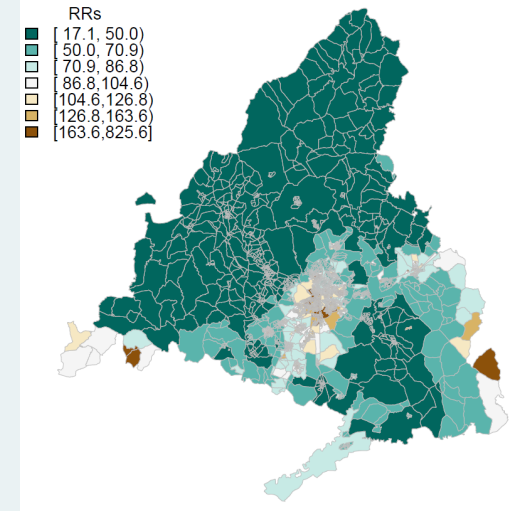 RRs
[ 17.1, 50.0)
[ 50.0, 70.9)
[ 70.9, 86.8)
[ 86.8,104.6)
[104.6,126.8)
[126.8,163.6)
[163.6,825.6]